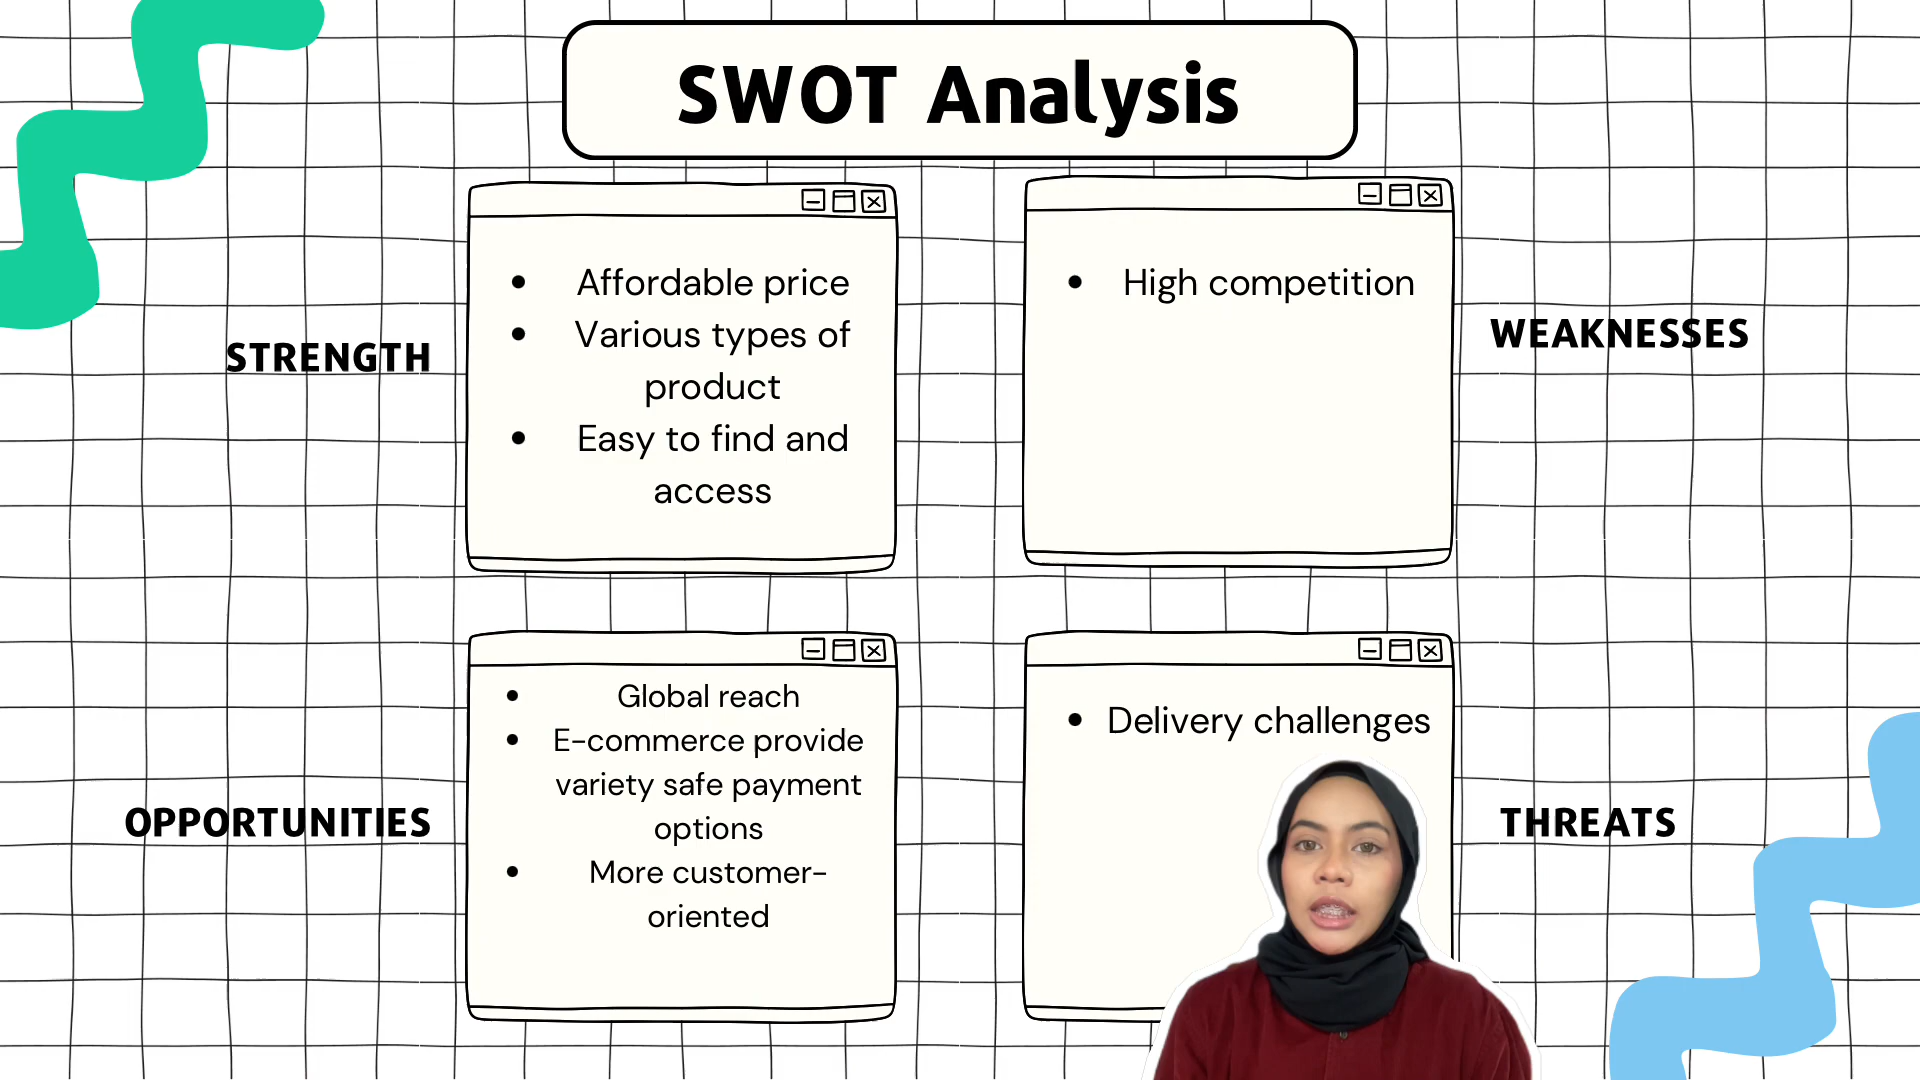 SWOT Analysis
STRENGTH
• Affordable price
• Various types of
product
• Easy to find and
access
• High competition
WEAKNESSES
OPPORTUNITIES
• Global reach
• E-commerce provide
variety safe payment
options
• More customer-
oriented
• Delivery challenges
THREATS